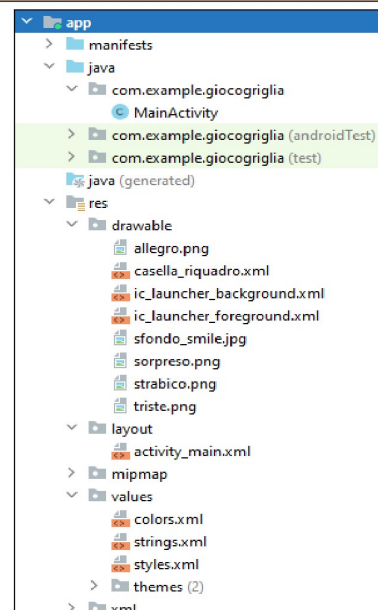 app
manifests
java
com.example.giocogriglia
MainActivity
com.example.giocogriglia (androidTest)
com.example.giocogriglia (test)
java (generated)
res
drawable
allegro.png
casella_riquadro.xml
ic_launcher_background.xml
ic_launcher_foreground.xml
sfondo_smile.jpg
sorpreso.png
strabico.png
triste.png
layout
activity_main.xml
mipmap
values
colors.xml
strings.xml
styles.xml
themes (2)
xml